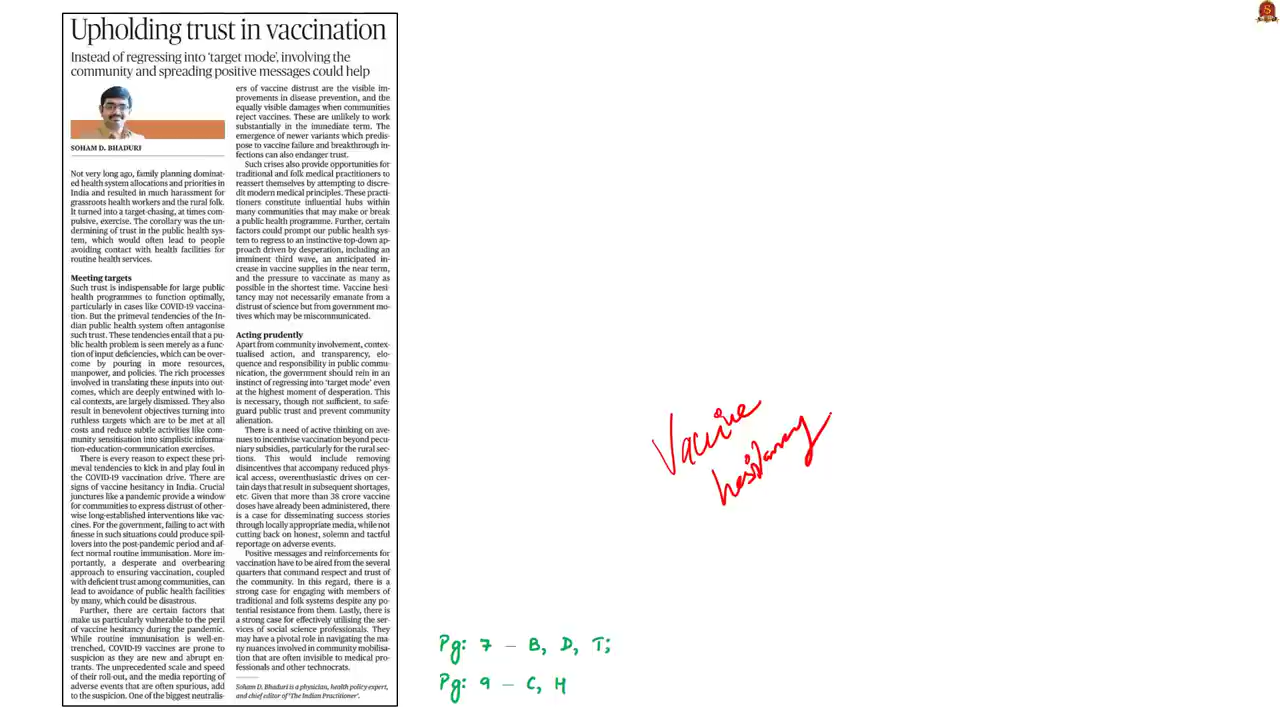 Upholding trust in vaccination
Instead of regressing into ‘target mode’, involving the
community and spreading positive messages could help
SOHAM D. BHADURI
Not very long ago, family planning dominat-
ed health system allocations and priorities in
India and resulted in much harassment for
grassroots health workers and the rural folk.
It turned into a target-chasing, at times com-
pulsive, exercise. The corollary was the un-
dermining of trust in the public health sys-
tem, which would often lead to people
avoiding contact with health facilities for
routine health services.
Meeting targets
Such trust is indispensable for large public
health programmes to function optimally,
particularly in cases like COVID-19 vaccina-
tion. But the primeval tendencies of the In-
dian public health system often antagonise
such trust. These tendencies entail that a pu-
blic health problem is seen merely as a func-
tion of input deficiencies, which can be over-
come by pouring in more resources,
manpower, and policies. The rich processes
involved in translating these inputs into out-
comes, which are deeply entwined with lo-
cal contexts, are largely dismissed. They also
result in benevolent objectives turning into
ruthless targets which are to be met at all
costs and reduce subtle activities like com-
munity sensitisation into simplistic informa-
tion-education-communication exercises.
There is every reason to expect these pri-
meval tendencies to kick in and play foul in
the COVID-19 vaccination drive. There are
signs of vaccine hesitancy in India. Crucial
junctures like a pandemic provide a window
for communities to express distrust of other-
wise long-established interventions like vac-
cines. For the government, failing to act with
finesse in such situations could produce spil-
lovers into the post-pandemic period and af-
fect normal routine immunisation. More im-
portantly, a desperate and overbearing
approach to ensuring vaccination, coupled
with deficient trust among communities, can
lead to avoidance of public health facilities
by many, which could be disastrous.
Further, there are certain factors that
make us particularly vulnerable to the peril
of vaccine hesitancy during the pandemic.
While routine immunisation is well-en-
trenched, COVID-19 vaccines are prone to
suspicion as they are new and abrupt en-
trants. The unprecedented scale and speed
of their roll-out, and the media reporting of
adverse events that are often spurious, add
to the suspicion. One of the biggest neutralis-
ers of vaccine distrust are the visible im-
provements in disease prevention, and the
equally visible damages when communities
reject vaccines. These are unlikely to work
substantially in the immediate term. The
emergence of newer variants which predis-
pose to vaccine failure and breakthrough in-
fections can also endanger trust.
Such crises also provide opportunities for
traditional and folk medical practitioners to
reassert themselves by attempting to discre-
dit modern medical principles. These practi-
tioners constitute influential hubs within
many communities that may make or break
a public health programme. Further, certain
factors could prompt our public health sys-
tem to regress to an instinctive top-down ap-
proach driven by desperation, including an
imminent third wave, an anticipated in-
crease in vaccine supplies in the near term,
and the pressure to vaccinate as many as
possible in the shortest time. Vaccine hesi-
tancy may not necessarily emanate from a
distrust of science but from government mo-
tives which may be miscommunicated.
Acting prudently
Apart from community involvement, contex-
tualised action, and transparency, elo-
quence and responsibility in public commu-
nication, the government should rein in an
instinct of regressing into ‘target mode’ even
at the highest moment of desperation. This
is necessary, though not sufficient, to safe-
guard public trust and prevent community
alienation.
There is a need of active thinking on ave-
nues to incentivise vaccination beyond pecu-
niary subsidies, particularly for the rural sec-
tions. This would include removing
disincentives that accompany reduced phys-
ical access, overenthusiastic drives on cer-
tain days that result in subsequent shortages,
etc. Given that more than 38 crore vaccine
doses have already been administered, there
is a case for disseminating success stories
through locally appropriate media, while not
cutting back on honest, solemn and tactful
reportage on adverse events.
Positive messages and reinforcements for
vaccination have to be aired from the several
quarters that command respect and trust of
the community. In this regard, there is a
strong case for engaging with members of
traditional and folk systems despite any po-
tential resistance from them. Lastly, there is
a strong case for effectively utilising the ser-
vices of social science professionals. They
may have a pivotal role in navigating the ma-
ny nuances involved in community mobilisa-
tion that are often invisible to medical pro-
fessionals and other technocrats.
Soham D. Bhaduri is a physician, health policy expert,
and chief editor of ‘The Indian Practitioner’.
Vaccine
hesitancy
Pg: 7 – B, D, T;
Pg: 9 – C, H